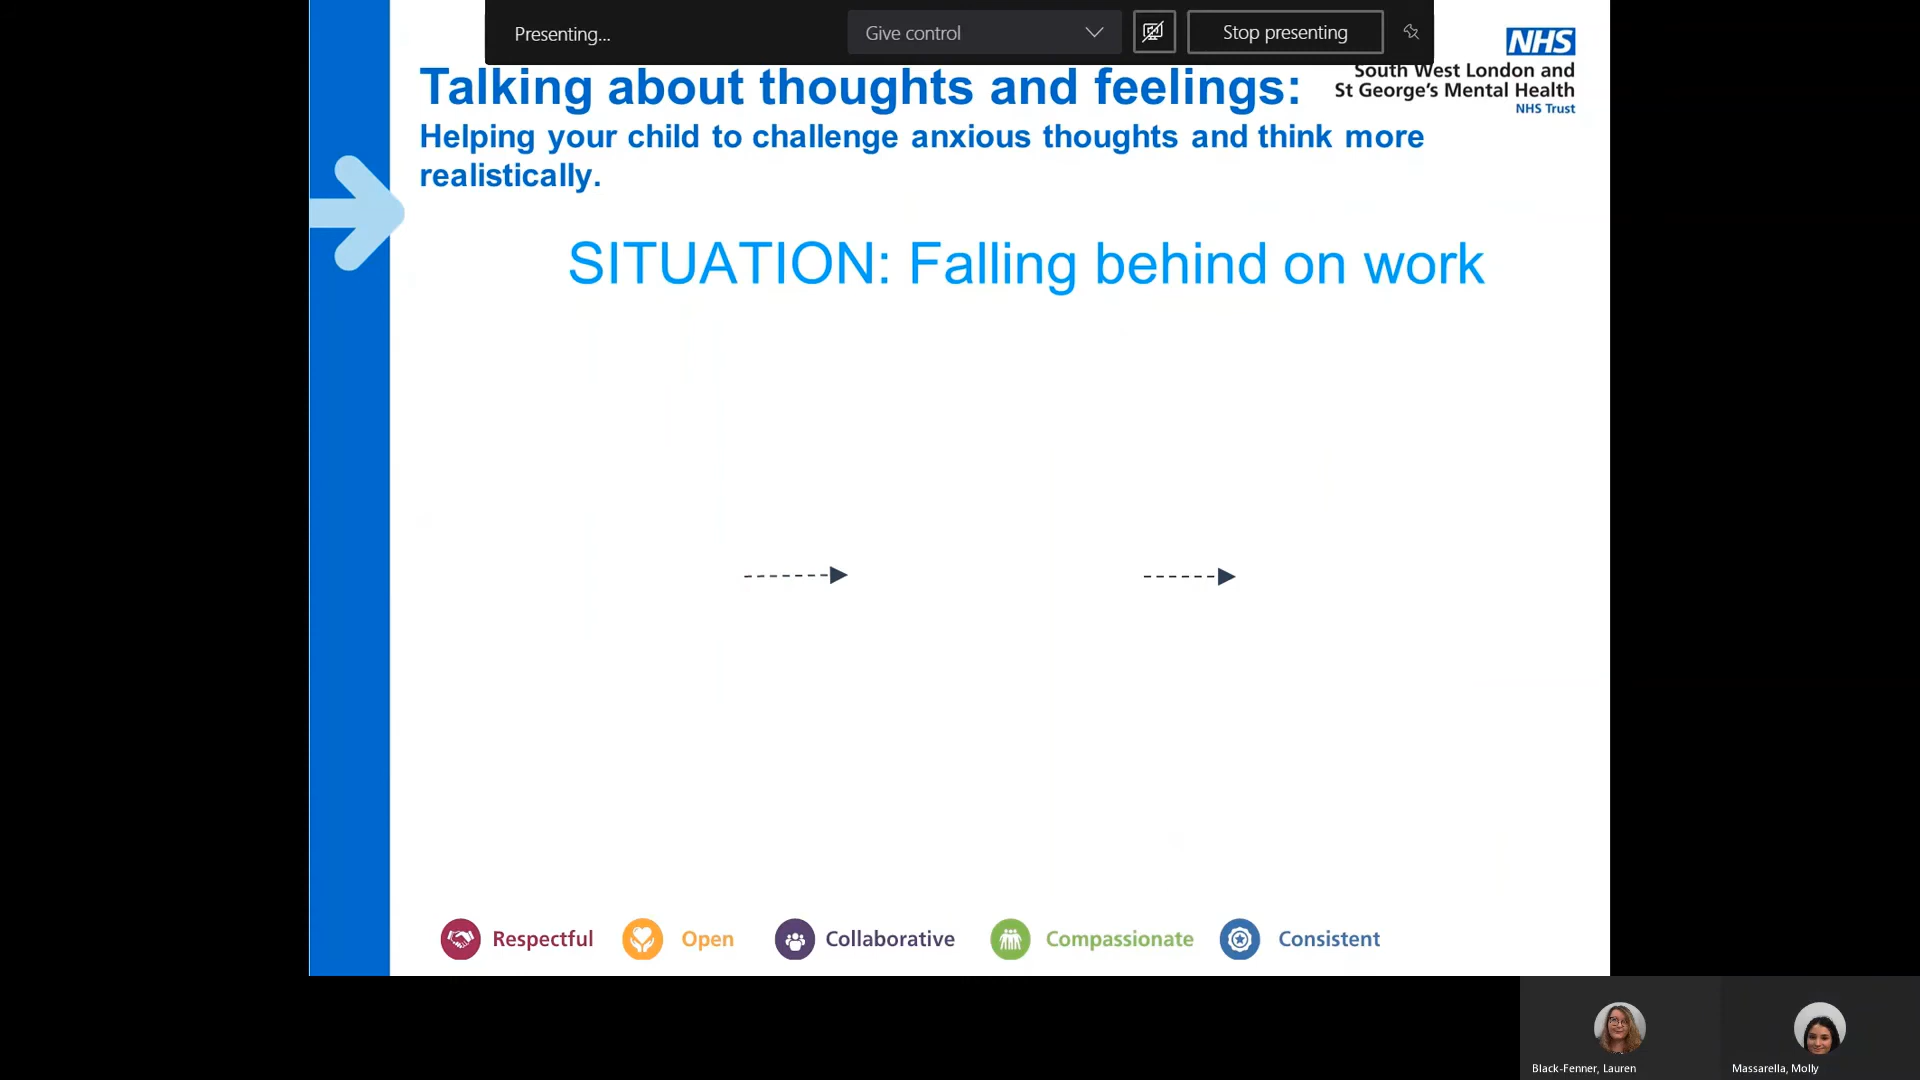 Presenting...
Give control
Stop presenting
NHS
South West London and
St George's Mental Health
NHS Trust
Talking about thoughts and feelings:
Helping your child to challenge anxious thoughts and think more
realistically.
SITUATION: Falling behind on work
Respectful
Open
Collaborative
Compassionate
Consistent
Black-Fenner, Lauren
Massarella, Molly